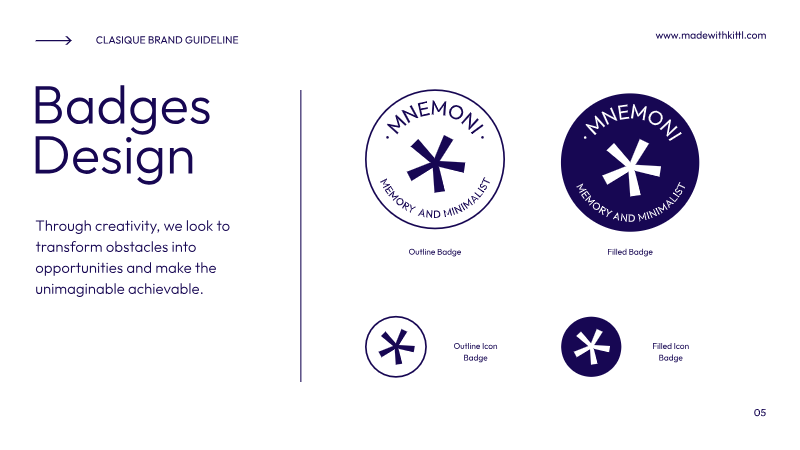 CLASIQUE BRAND GUIDELINE
www.madewithkittl.com
Badges
Design
Through creativity, we look to
transform obstacles into
opportunities and make the
unimaginable achievable.
· MNEMONI ·
MEMORY AND MINIMALIST
Outline Badge
· MNEMONI
MEMORY AND MINIMALIST
Filled Badge
Outline Icon
Badge
Filled Icon
Badge
05